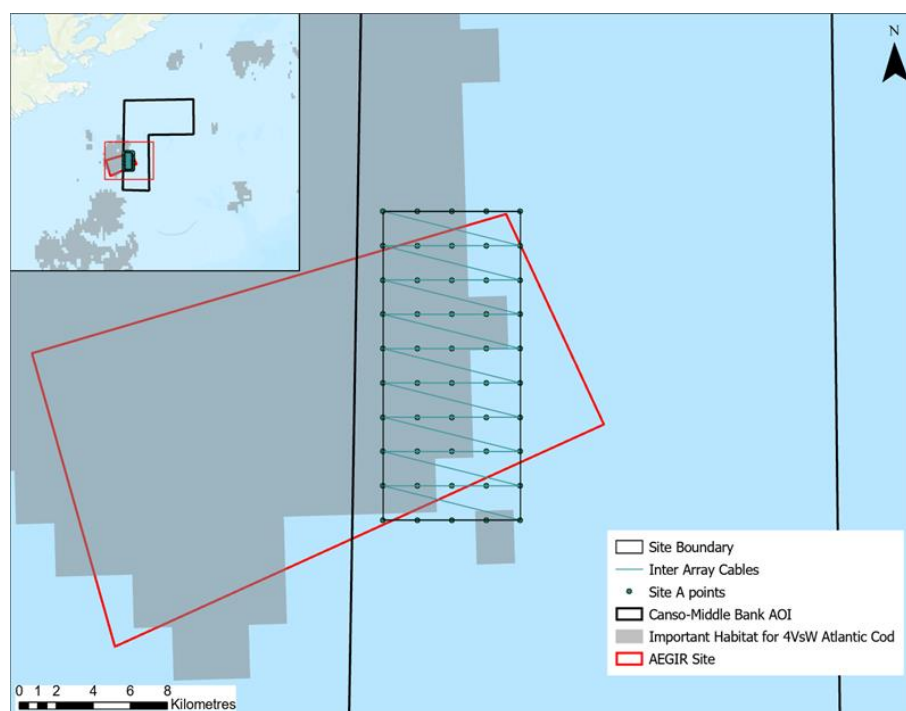 N
Site Boundary
Inter Array Cables
Site A points
Canso-Middle Bank AOI
Important Habitat for 4VsW Atlantic Cod
AEGIR Site
0 1 2 4 6 8
Kilometres